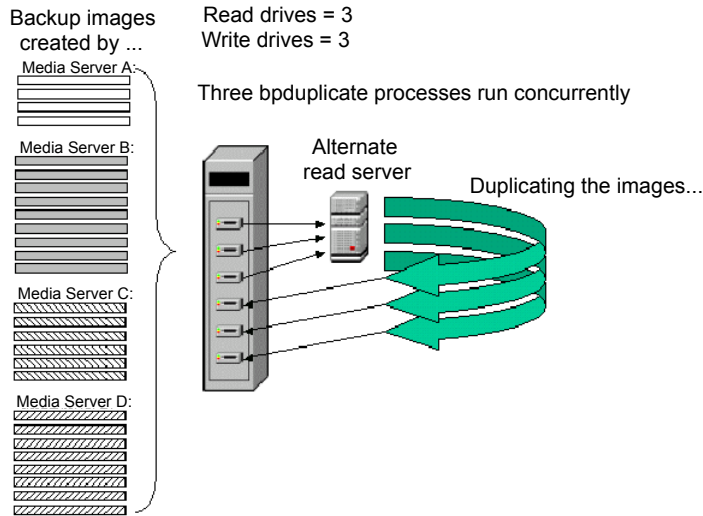 Backup images
created by ...
Read drives = 3
Write drives = 3
Media Server A:
Three bpduplicate processes run concurrently
Media Server B:
Alternate
read server
Duplicating the images...
Media Server C:
Media Server D: